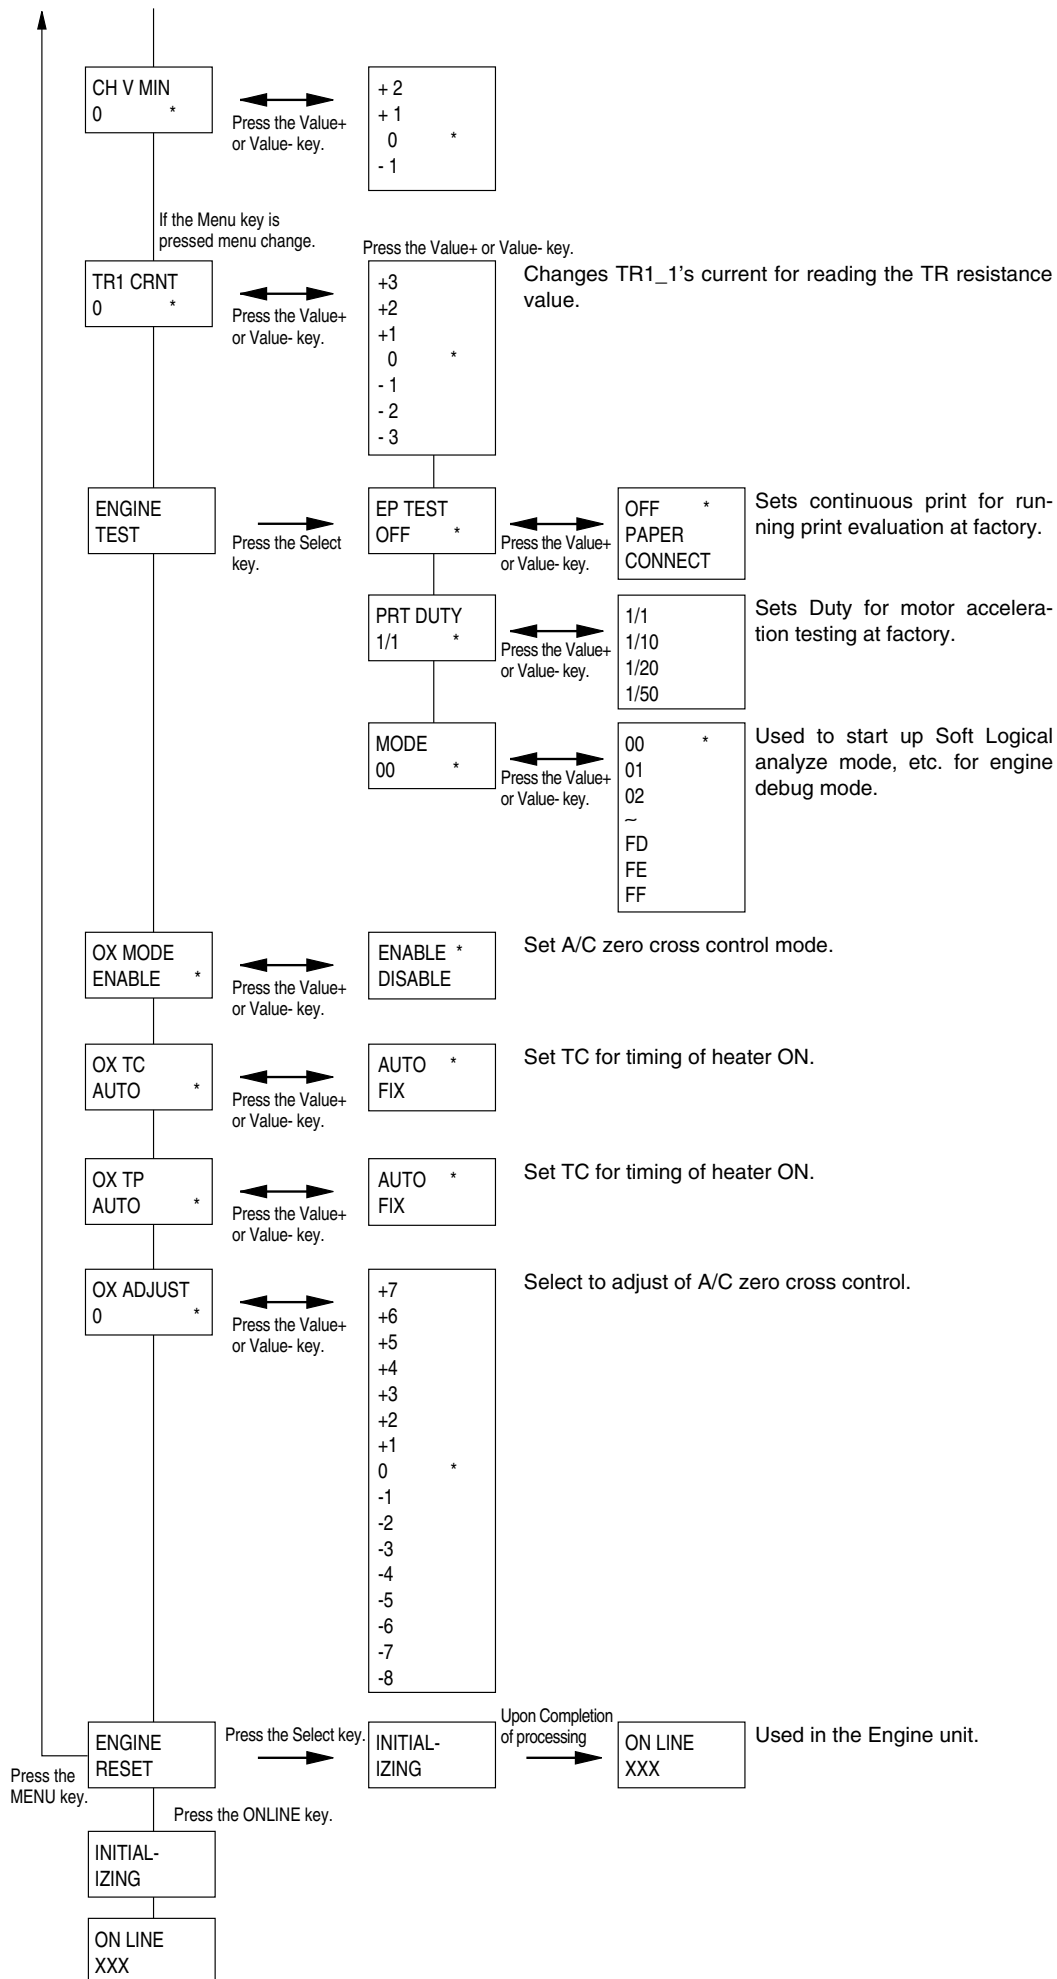 CH V MIN
0 *
Press the Value+
or Value- key.
+ 2
+ 1
0 *
- 1
If the Menu key is
pressed menu change.
TR1 CRNT
0 *
Press the Value+
or Value- key.
Press the Value+ or Value- key.
+3
+2
+1
0 *
- 1
- 2
- 3
Changes TR1_1's current for reading the TR resistance
value.
ENGINE
TEST
Press the Select
key.
EP TEST
OFF *
Press the Value+
or Value- key.
OFF *
PAPER
CONNECT
Sets continuous print for run-
ning print evaluation at factory.
PRT DUTY
1/1 *
Press the Value+
or Value- key.
1/1
1/10
1/20
1/50
Sets Duty for motor accelera-
tion testing at factory.
MODE
00 *
Press the Value+
or Value- key.
00 *
01
02
~
FD
FE
FF
Used to start up Soft Logical
analyze mode, etc. for engine
debug mode.
OX MODE
ENABLE *
Press the Value+
or Value- key.
ENABLE *
DISABLE
Set A/C zero cross control mode.
OX TC
AUTO *
Press the Value+
or Value- key.
AUTO *
FIX
Set TC for timing of heater ON.
OX TP
AUTO *
Press the Value+
or Value- key.
AUTO *
FIX
Set TC for timing of heater ON.
OX ADJUST
0 *
Press the Value+
or Value- key.
+7
+6
+5
+4
+3
+2
+1
0 *
-1
-2
-3
-4
-5
-6
-7
-8
Select to adjust of A/C zero cross control.
ENGINE
RESET
Press the Select key.
INITIAL-
IZING
Upon Completion
of processing
ON LINE
XXX
Used in the Engine unit.
Press the
MENU key.
Press the ONLINE key.
INITIAL-
IZING
ON LINE
XXX